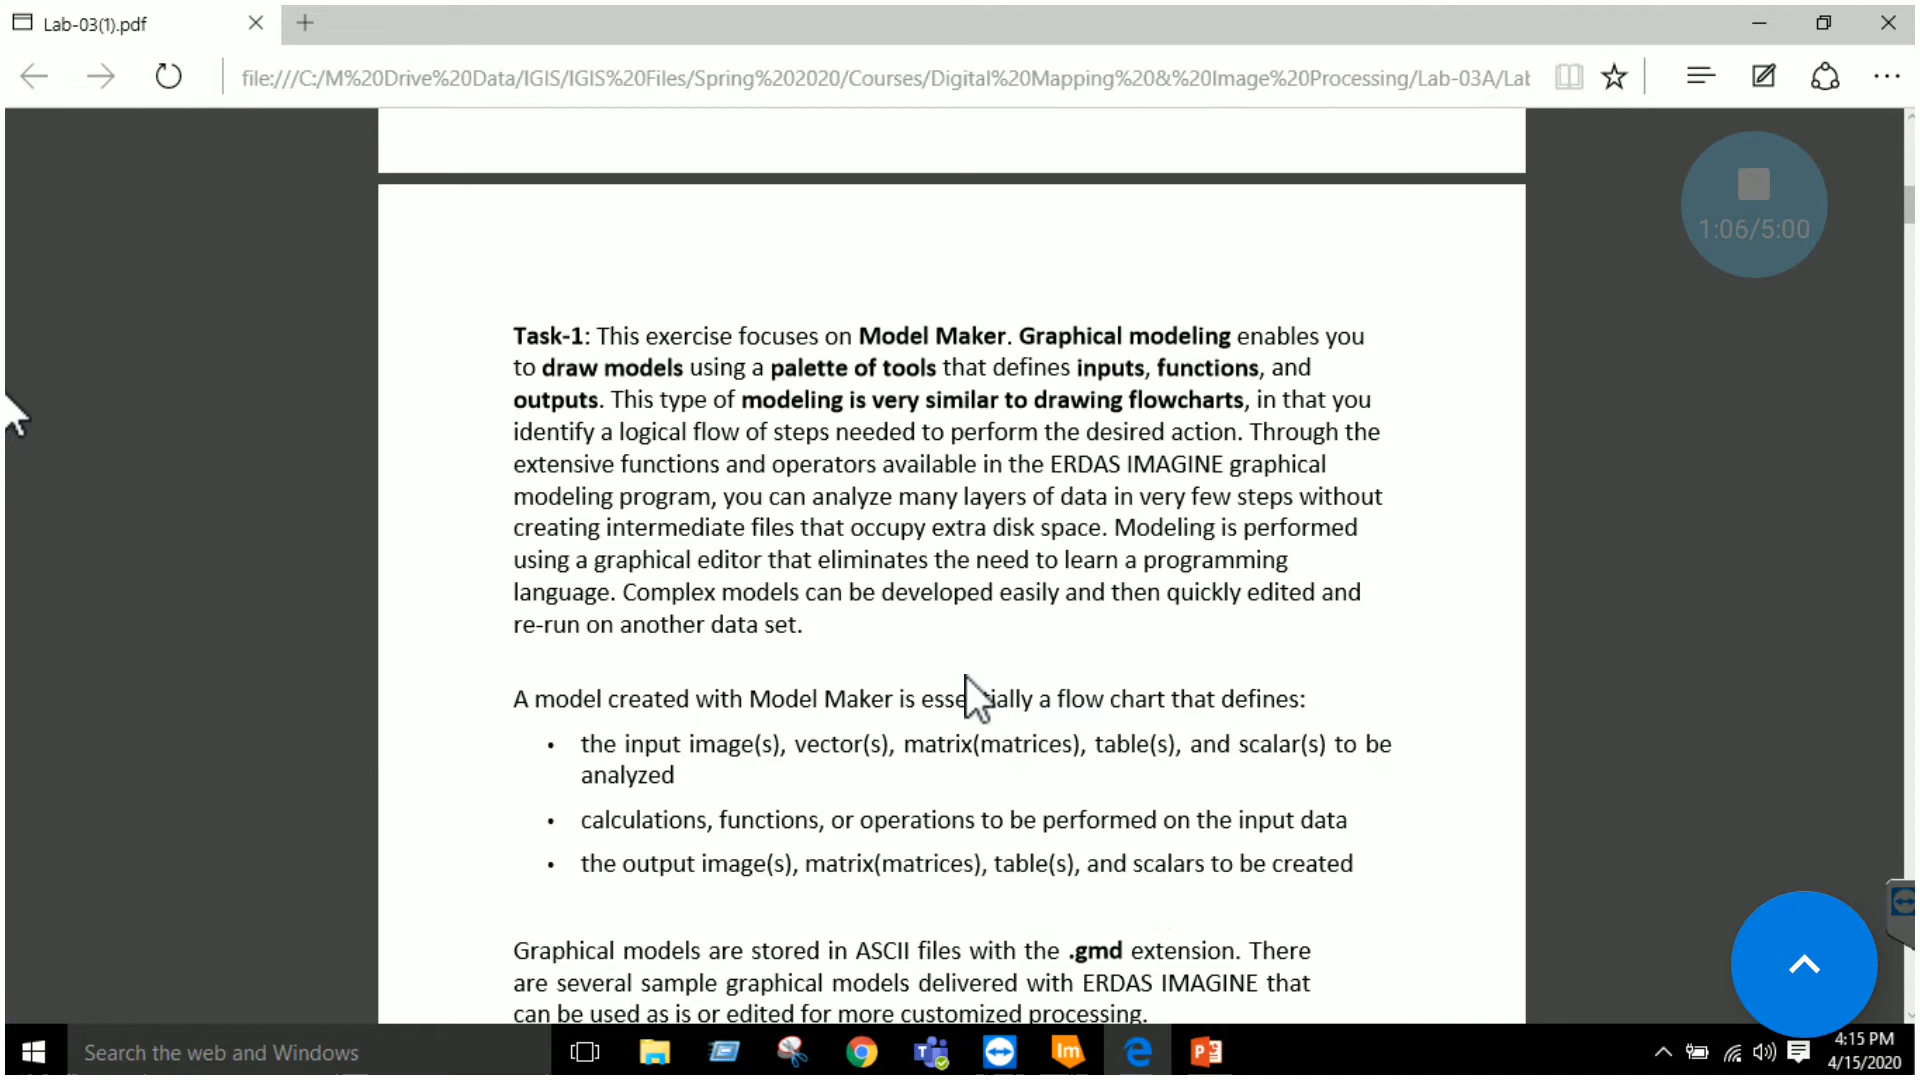 Lab-03(1).pdf
file:///C:/M%20Drive%20Data/IGIS/IGIS%20Files/Spring%202020/Courses/Digital%20Mapping%20&%20Image%20Processing/Lab-03A/Lab
1:06/5:00
Task-1: This exercise focuses on Model Maker. Graphical modeling enables you
to draw models using a palette of tools that defines inputs, functions, and
outputs. This type of modeling is very similar to drawing flowcharts, in that you
identify a logical flow of steps needed to perform the desired action. Through the
extensive functions and operators available in the ERDAS IMAGINE graphical
modeling program, you can analyze many layers of data in very few steps without
creating intermediate files that occupy extra disk space. Modeling is performed
using a graphical editor that eliminates the need to learn a programming
language. Complex models can be developed easily and then quickly edited and
re-run on another data set.
A model created with Model Maker is essentially a flow chart that defines:
• the input image(s), vector(s), matrix(matrices), table(s), and scalar(s) to be
analyzed
• calculations, functions, or operations to be performed on the input data
• the output image(s), matrix(matrices), table(s), and scalars to be created
Graphical models are stored in ASCII files with the .gmd extension. There
are several sample graphical models delivered with ERDAS IMAGINE that
can be used as is or edited for more customized processing.
Search the web and Windows
4:15 PM
4/15/2020